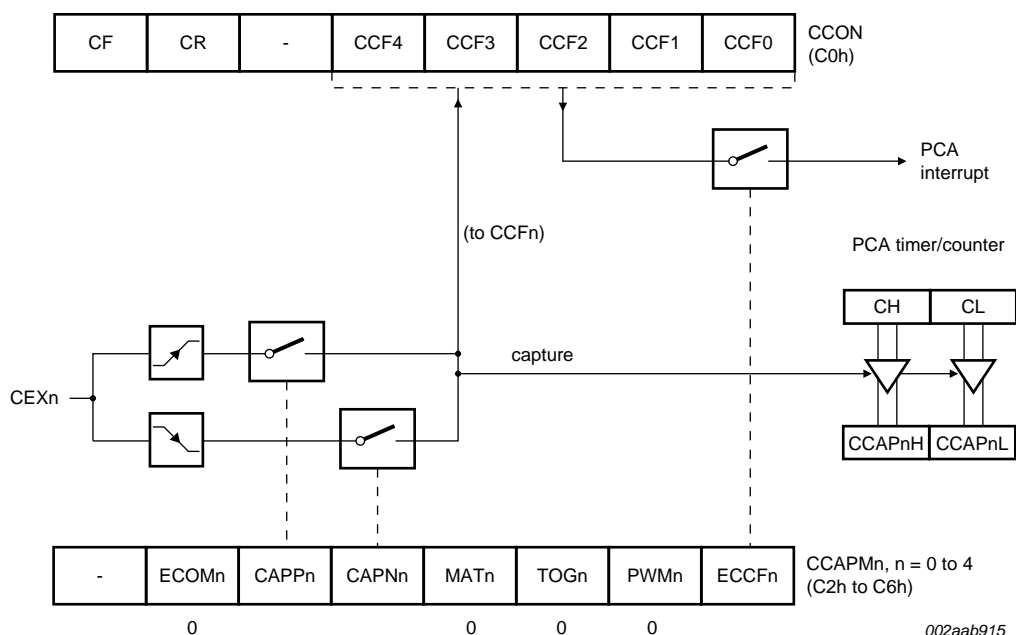 CF CR - CCF4 CCF3 CCF2 CCF1 CCF0
CCON
(C0h)
PCA
interrupt
(to CCFn)
PCA timer/counter
CH CL
capture
CEXn
CCAPnH CCAPnL
- ECOMn CAPPn CAPNn MATn TOGn PWMn ECCFn
CCAPMn, n = 0 to 4
(C2h to C6h)
0 0 0 0
002aab915